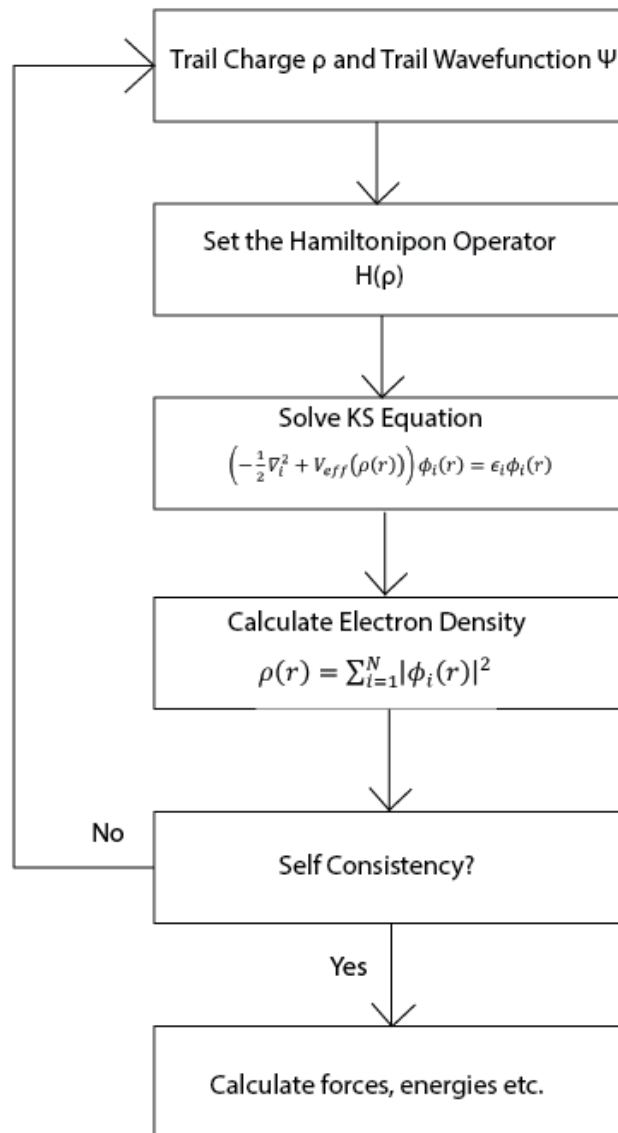 Trail Charge ρ and Trail Wavefunction Ψ
Set the Hamiltonipon Operator
H(ρ)
Solve KS Equation
(-½∇ᵢ² + V_eff(ρ(r)))ϕᵢ(r) = ϵᵢϕᵢ(r)
Calculate Electron Density
ρ(r) = ∑ᵢ₌₁ᴺ|ϕᵢ(r)|²
No
Self Consistency?
Yes
Calculate forces, energies etc.